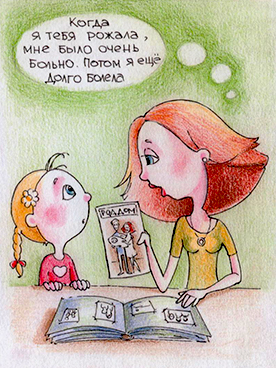 Когда
я тебя рожала,
мне было очень
больно. Потом я ещё
долго болела
РОДДОМ